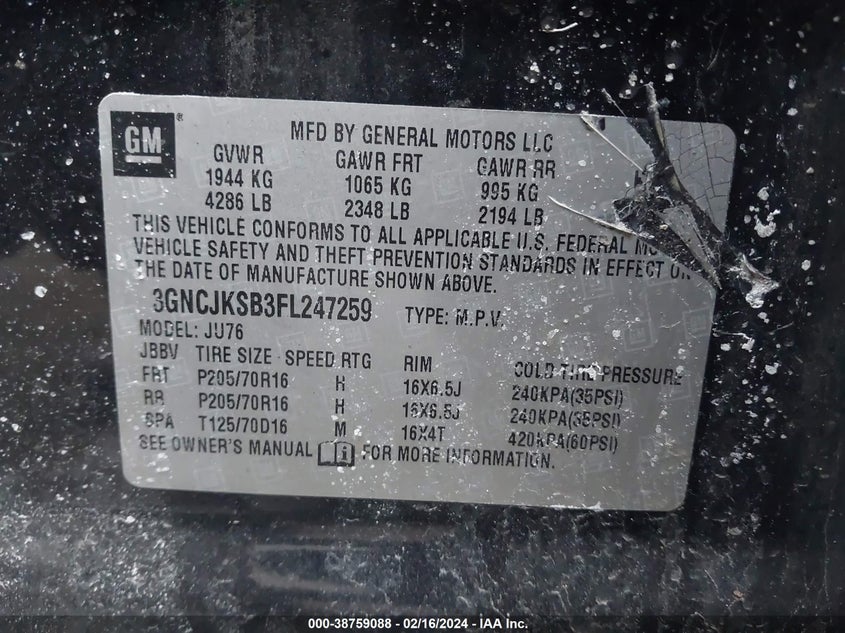 GM ®
MFD BY GENERAL MOTORS LLC
GVWR GAWR FRT GAWR RR
1944 KG 1065 KG 995 KG
4286 LB 2348 LB 2194 LB
THIS VEHICLE CONFORMS TO ALL APPLICABLE U.S. FEDERAL
VEHICLE SAFETY AND THEFT PREVENTION STANDARDS IN EFFECT ON
THE DATE OF MANUFACTURE SHOWN ABOVE.
3GNCJKSB3FL247259 TYPE: M.P.V.
MODEL: JU76
JBBV TIRE SIZE SPEED RTG RIM COLD TIRE PRESSURE
FRT P205/70R16 H 16X6.5J 240KPA(35PSI)
RR P205/70R16 H 16X6.5J 240KPA(35PSI)
SPA T125/70D16 M 16X4T 420KPA(60PSI)
SEE OWNER'S MANUAL i FOR MORE INFORMATION.
000-38759088 - 02/16/2024 - IAA Inc.